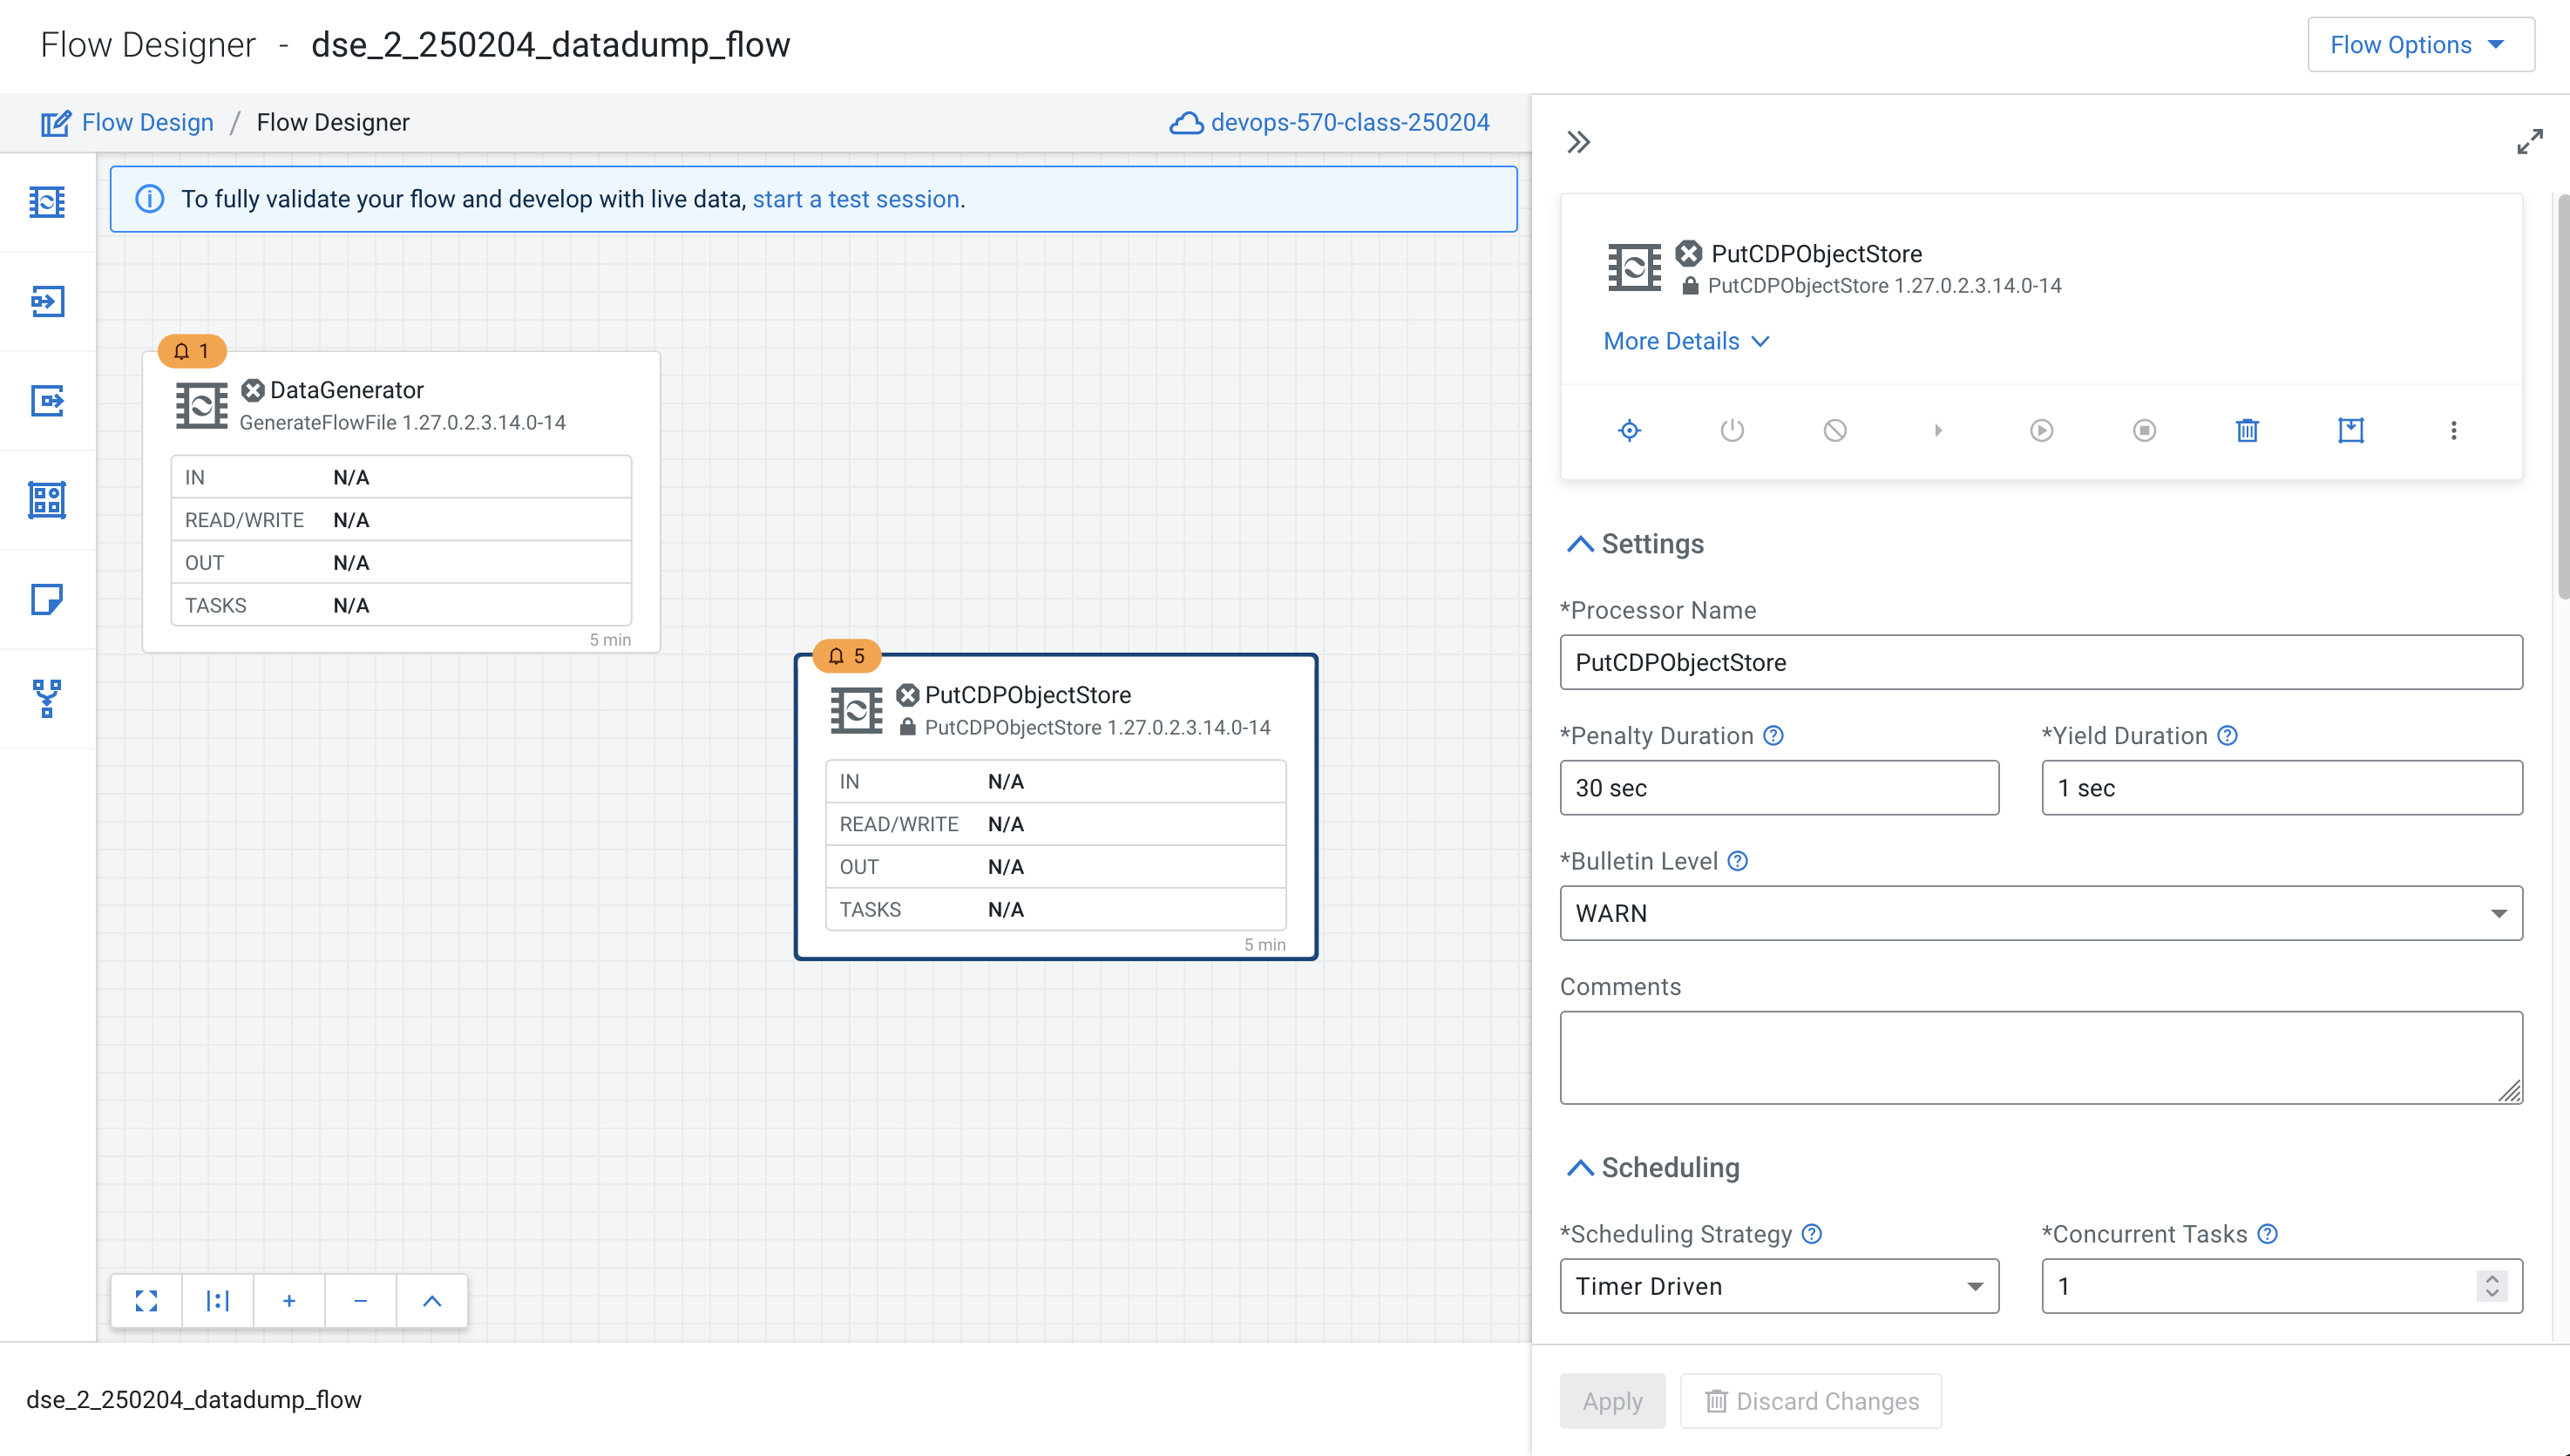 Flow Designer - dse_2_250204_datadump_flow
Flow Options
Flow Design / Flow Designer
devops-570-class-250204
To fully validate your flow and develop with live data, start a test session.
1
DataGenerator
GenerateFlowFile 1.27.0.2.3.14.0-14
IN N/A
READ/WRITE N/A
OUT N/A
TASKS N/A
5 min
5
PutCDPObjectStore
PutCDPObjectStore 1.27.0.2.3.14.0-14
IN N/A
READ/WRITE N/A
OUT N/A
TASKS N/A
5 min
dse_2_250204_datadump_flow
PutCDPObjectStore
PutCDPObjectStore 1.27.0.2.3.14.0-14
More Details
Settings
*Processor Name
PutCDPObjectStore
*Penalty Duration
*Yield Duration
30 sec
1 sec
*Bulletin Level
WARN
Comments
Scheduling
*Scheduling Strategy
*Concurrent Tasks
Timer Driven
1
Apply
Discard Changes